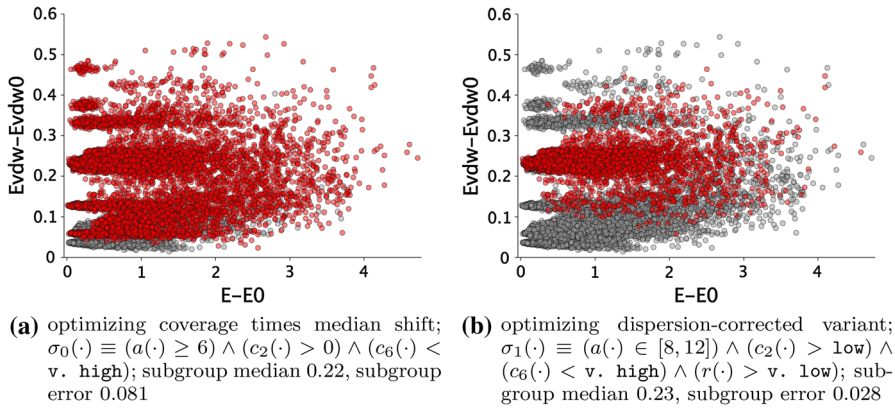 0.6
0.5
0.4
0.3
0.2
0.1
0
Evdw-Evdw0
0
1
2
3
4
E-E0
0.6
0.5
0.4
0.3
0.2
0.1
0
Evdw-Evdw0
0
1
2
3
4
E-E0
(a) optimizing coverage times median shift;
σ0(·) ≡ (a(·) ≥ 6) ∧ (c2(·) > 0) ∧ (c6(·) <
v. high); subgroup median 0.22, subgroup
error 0.081
(b) optimizing dispersion-corrected variant;
σ1(·) ≡ (a(·) ∈ [8, 12]) ∧ (c2(·) > low) ∧
(c6(·) < v. high) ∧ (r(·) > v. low); sub-
group median 0.23, subgroup error 0.028